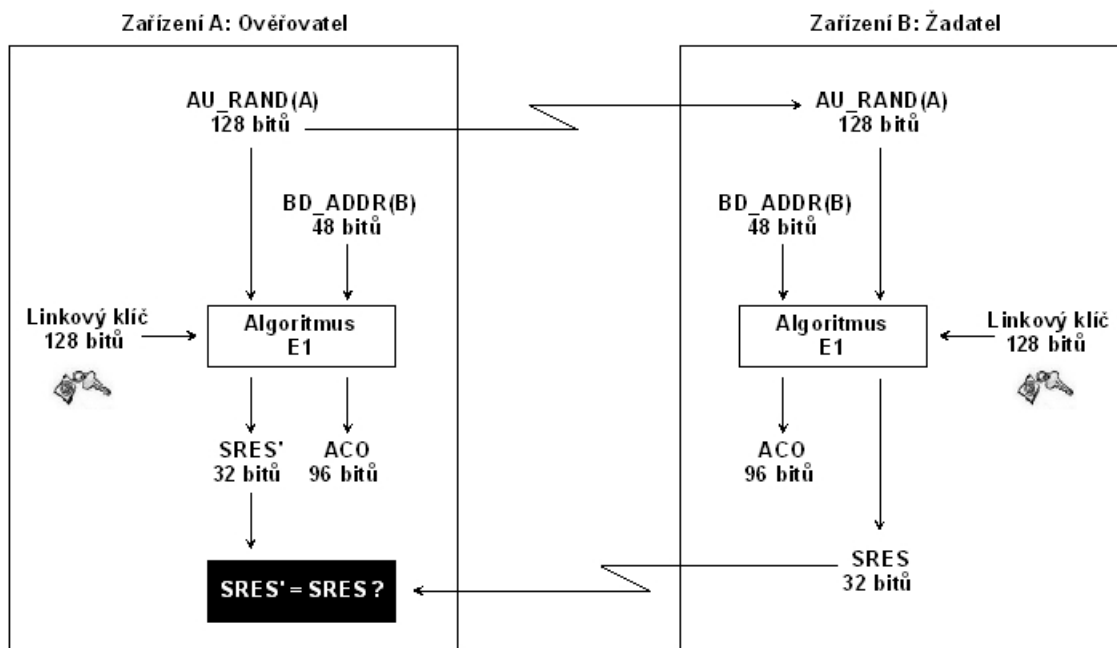 Zařízení A: Ověřovatel
AU_RAND(A)
128 bitů
BD_ADDR(B)
48 bitů
Linkový klíč
128 bitů
Algoritmus
E1
SRES'
32 bitů
ACO
96 bitů
SRES' = SRES ?
Zařízení B: Žadatel
AU_RAND(A)
128 bitů
BD_ADDR(B)
48 bitů
Algoritmus
E1
Linkový klíč
128 bitů
ACO
96 bitů
SRES
32 bitů